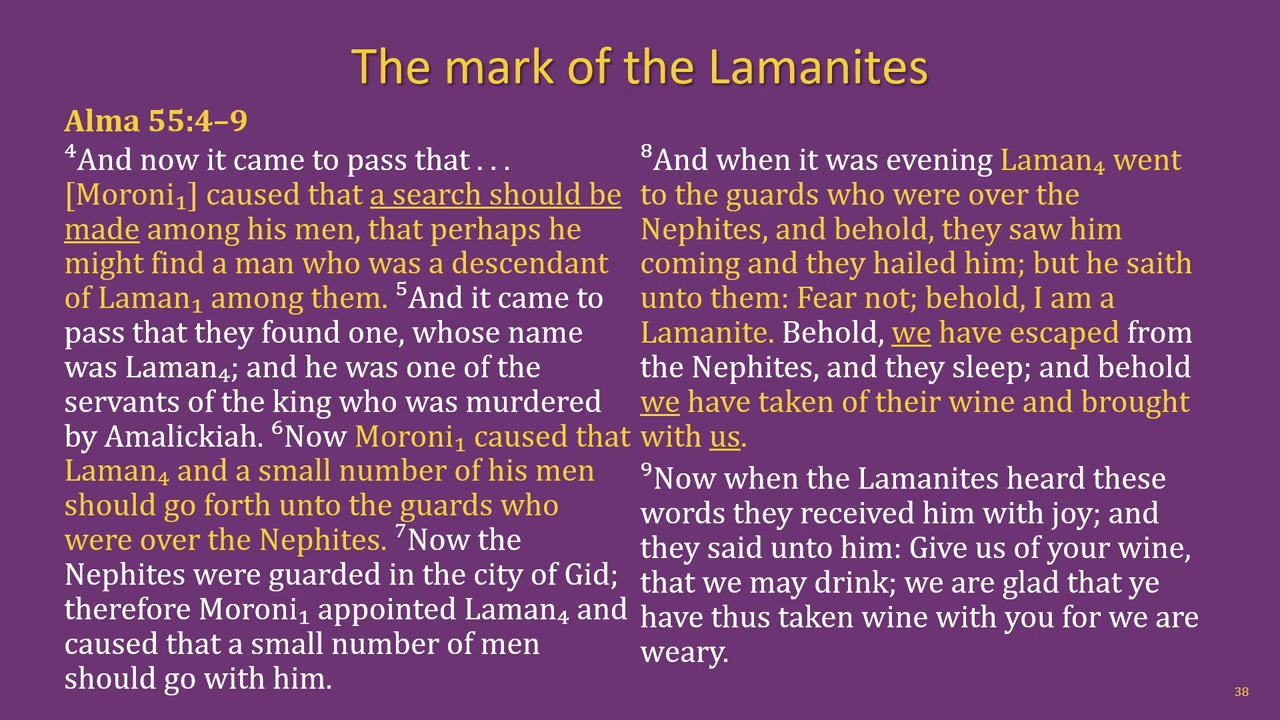 The mark of the Lamanites
Alma 55:4–9
⁴And now it came to pass that . . .
[Moroni₁] caused that a search should be
made among his men, that perhaps he
might find a man who was a descendant
of Laman₁ among them. ⁵And it came to
pass that they found one, whose name
was Laman₄; and he was one of the
servants of the king who was murdered
by Amalickiah. ⁶Now Moroni₁ caused that
Laman₄ and a small number of his men
should go forth unto the guards who
were over the Nephites. ⁷Now the
Nephites were guarded in the city of Gid;
therefore Moroni₁ appointed Laman₄ and
caused that a small number of men
should go with him.
⁸And when it was evening Laman₄ went
to the guards who were over the
Nephites, and behold, they saw him
coming and they hailed him; but he saith
unto them: Fear not; behold, I am a
Lamanite. Behold, we have escaped from
the Nephites, and they sleep; and behold
we have taken of their wine and brought
with us.
⁹Now when the Lamanites heard these
words they received him with joy; and
they said unto him: Give us of your wine,
that we may drink; we are glad that ye
have thus taken wine with you for we are
weary.
38